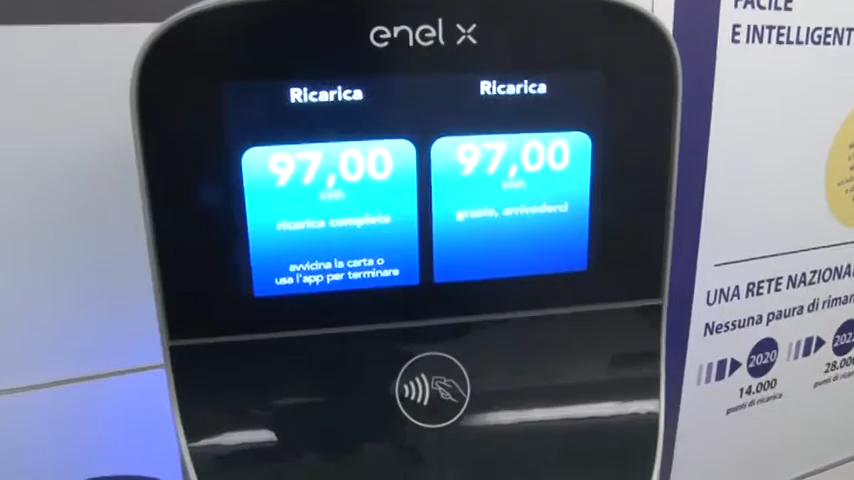 enel x
Ricarica
97,00
kWh
ricarica completa
avvicina la carta o
usa l'app per terminare
Ricarica
97,00
kWh
grazie, arrivederci
FACILE
E INTELLIGENT
UNA RETE NAZIONA
Nessuna paura di riman
2020
14.000
punti di ricarica
202
28.000
punti di